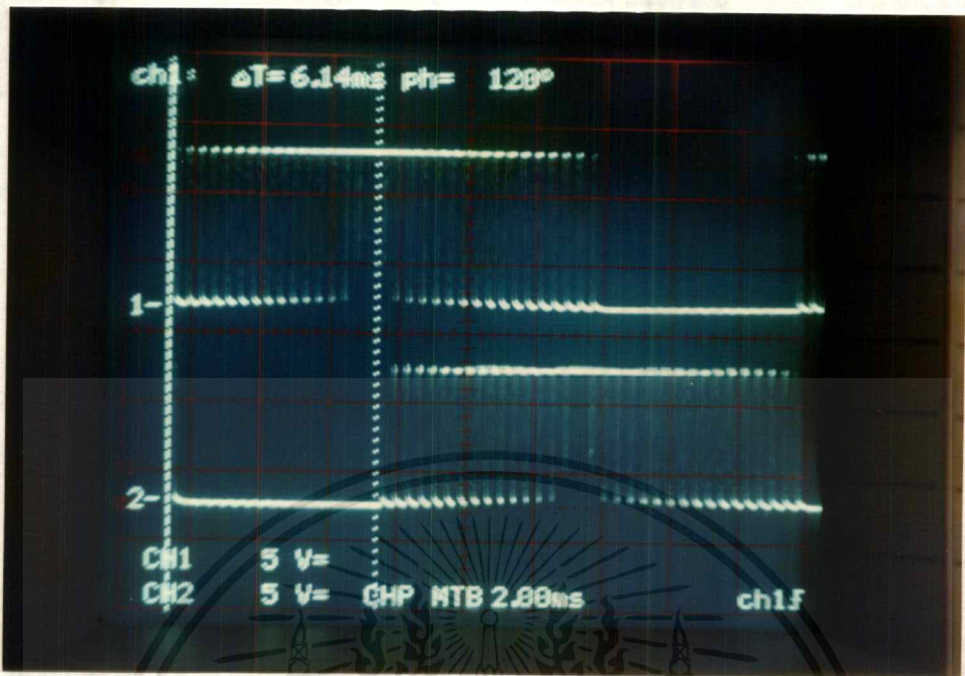 ch1: ΔT= 6.14ms ph= 120°
1-
2-
CH1 5 V=
CH2 5 V= CHP MTB 2.00ms ch1⨍